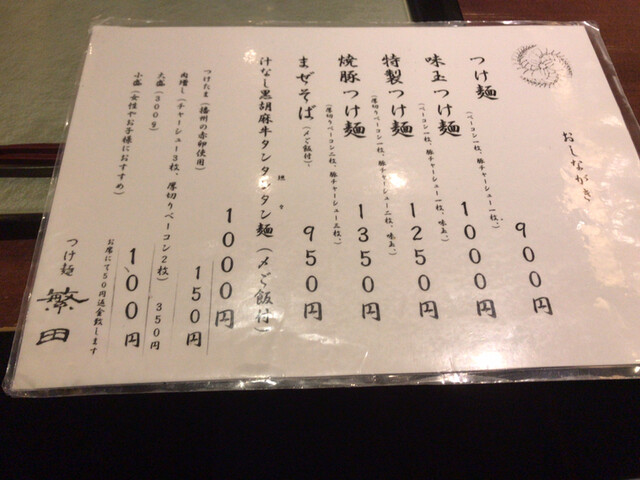 おしながき
つけ麺 (ベーコン一枚、豚チャーシュー一枚、) 900円
味玉つけ麺 (ベーコン一枚、豚チャーシュー一枚、味玉、) 1000円
特製つけ麺 (厚切りベーコン一枚、豚チャーシュー二枚、味玉、) 1250円
焼豚つけ麺 (厚切りベーコン二枚、豚チャーシュー三枚、) 1350円
まぜそば (〆ご飯付)、 950円
汁なし黒胡麻牛タンタンタン麺 (〆ご飯付)
1000円
つけたま (播州の赤卵使用) 150円
肉増し (チャーシュー3枚、厚切りベーコン2枚) 350円
大盛 (300g) 100円
小盛 (女性やお子様におすすめ) お席にて50円返金致します
つけ麺 繁田